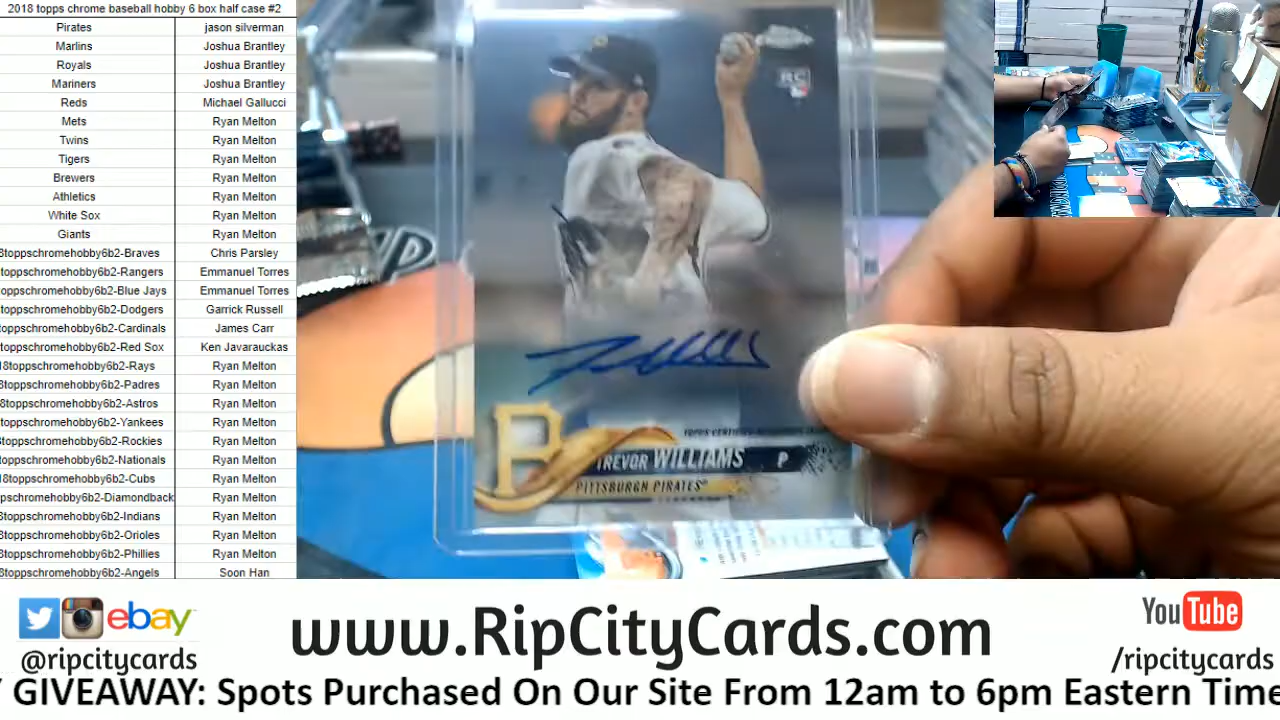 2018 topps chrome baseball hobby 6 box half case #2
Pirates jason silverman
Marlins Joshua Brantley
Royals Joshua Brantley
Mariners Joshua Brantley
Reds Michael Gallucci
Mets Ryan Melton
Twins Ryan Melton
Tigers Ryan Melton
Brewers Ryan Melton
Athletics Ryan Melton
White Sox Ryan Melton
Giants Ryan Melton
8toppschromehobby6b2-Braves Chris Parsley
toppschromehobby6b2-Rangers Emmanuel Torres
oppschromehobby6b2-Blue Jays Emmanuel Torres
toppschromehobby6b2-Dodgers Garrick Russell
oppschromehobby6b2-Cardinals James Carr
toppschromehobby6b2-Red Sox Ken Javarauckas
18toppschromehobby6b2-Rays Ryan Melton
8toppschromehobby6b2-Padres Ryan Melton
8toppschromehobby6b2-Astros Ryan Melton
toppschromehobby6b2-Yankees Ryan Melton
toppschromehobby6b2-Rockies Ryan Melton
oppschromehobby6b2-Nationals Ryan Melton
18toppschromehobby6b2-Cubs Ryan Melton
pschromehobby6b2-Diamondback Ryan Melton
8toppschromehobby6b2-Indians Ryan Melton
8toppschromehobby6b2-Orioles Ryan Melton
8toppschromehobby6b2-Phillies Ryan Melton
8toppschromehobby6b2-Angels Soon Han
RC
B
TREVOR WILLIAMS P
PITTSBURGH PIRATES
ebay
@ripcitycards
www.RipCityCards.com
YouTube
/ripcitycards
Y GIVEAWAY: Spots Purchased On Our Site From 12am to 6pm Eastern Time